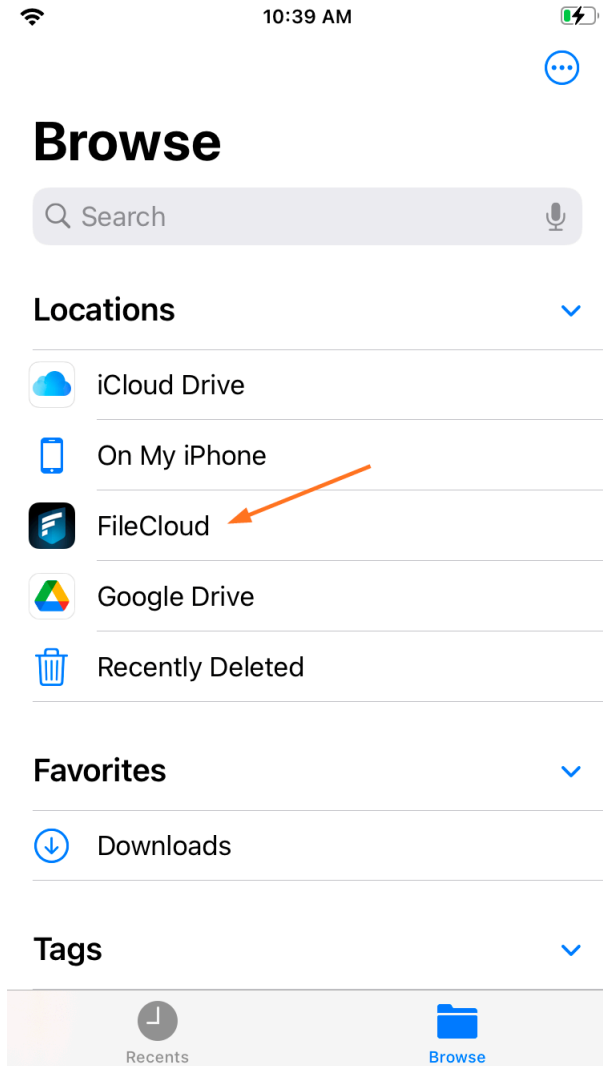 10:39 AM
Browse
Search
Locations
iCloud Drive
On My iPhone
FileCloud
Google Drive
Recently Deleted
Favorites
Downloads
Tags
Recents
Browse